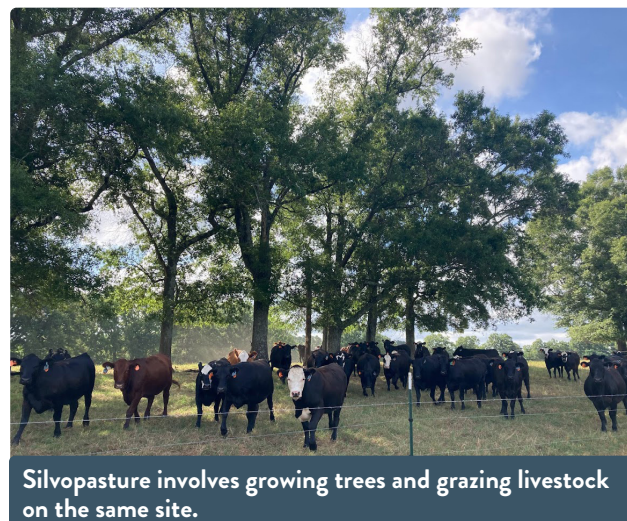 Silvopasture involves growing trees and grazing livestock
on the same site.